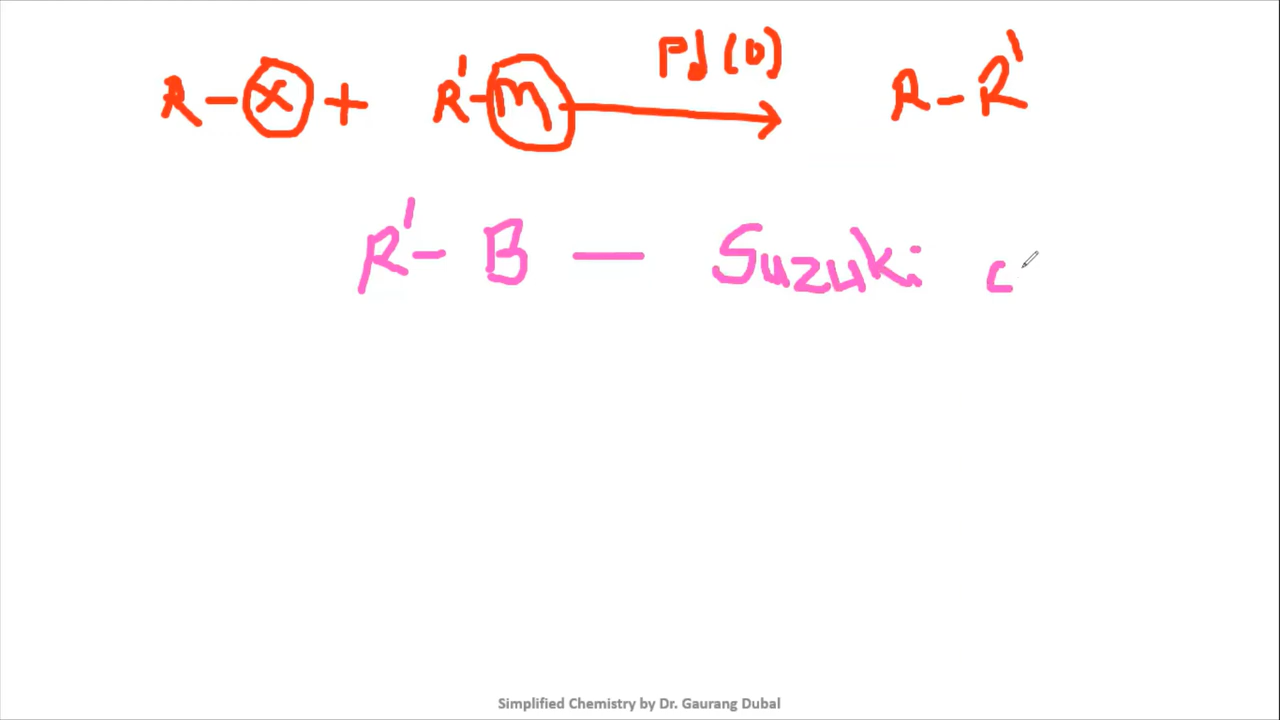 R-X + R'-M Pd(0) R-R'
R'-B — Suzuki c
Simplified Chemistry by Dr. Gaurang Dubal